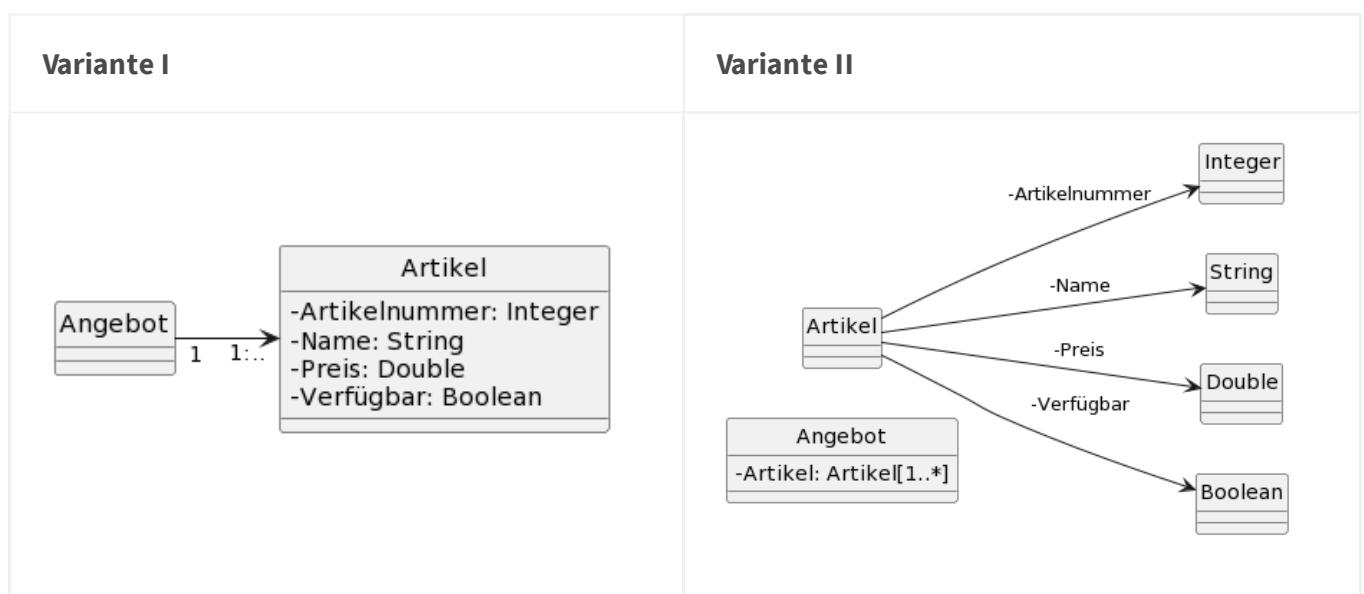 Variante I
Variante II
Angebot
1
1:..
Artikel
-Artikelnummer: Integer
-Name: String
-Preis: Double
-Verfügbar: Boolean
Integer
-Artikelnummer
String
-Name
Artikel
-Preis
Double
-Verfügbar
Angebot
-Artikel: Artikel[1..*]
Boolean